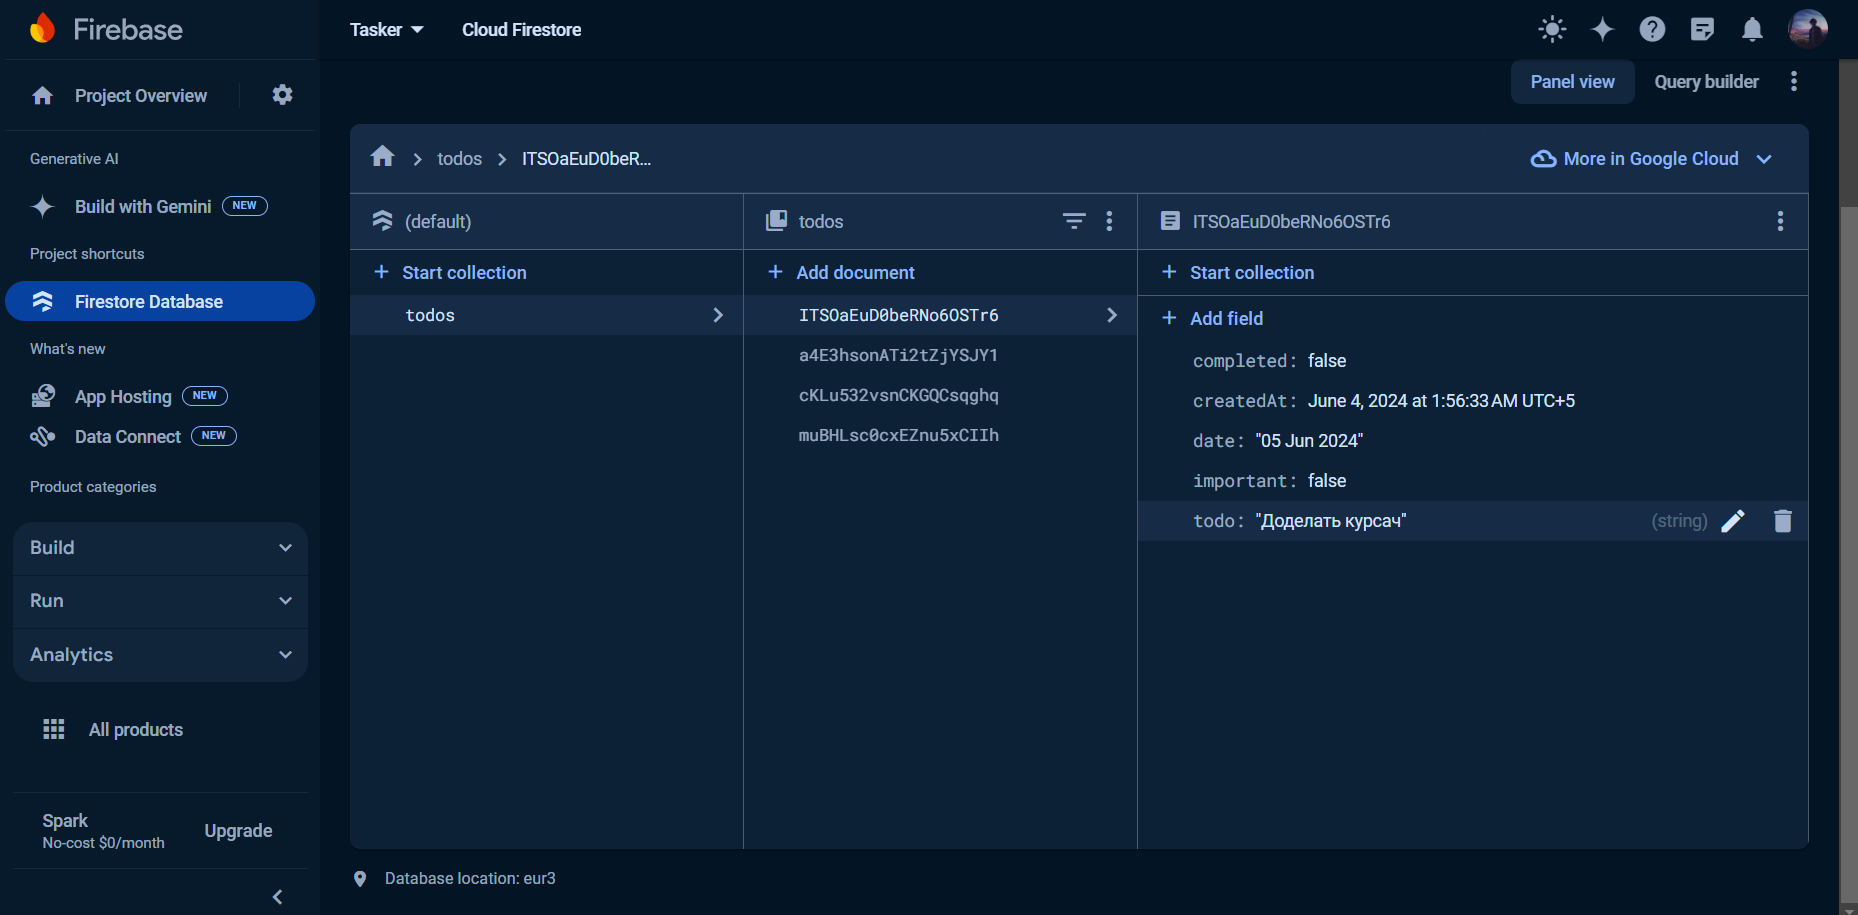 Firebase
Tasker
Cloud Firestore
Project Overview
Generative AI
Build with Gemini NEW
Project shortcuts
Firestore Database
What's new
App Hosting NEW
Data Connect NEW
Product categories
Build
Run
Analytics
All products
Spark
No-cost $0/month
Upgrade
Panel view
Query builder
todos
ITSOaEuD0beR...
More in Google Cloud
(default)
Start collection
todos
todos
Add document
ITSOaEuD0beRNo6OSTr6
a4E3hsonATi2tZjYSJY1
cKLu532vsnCKGQCsqghq
muBHLsc0cxEZnu5xCIIh
ITSOaEuD0beRNo6OSTr6
Start collection
Add field
completed: false
createdAt: June 4, 2024 at 1:56:33 AM UTC+5
date: "05 Jun 2024"
important: false
todo: "Доделать курсач" (string)
Database location: eur3